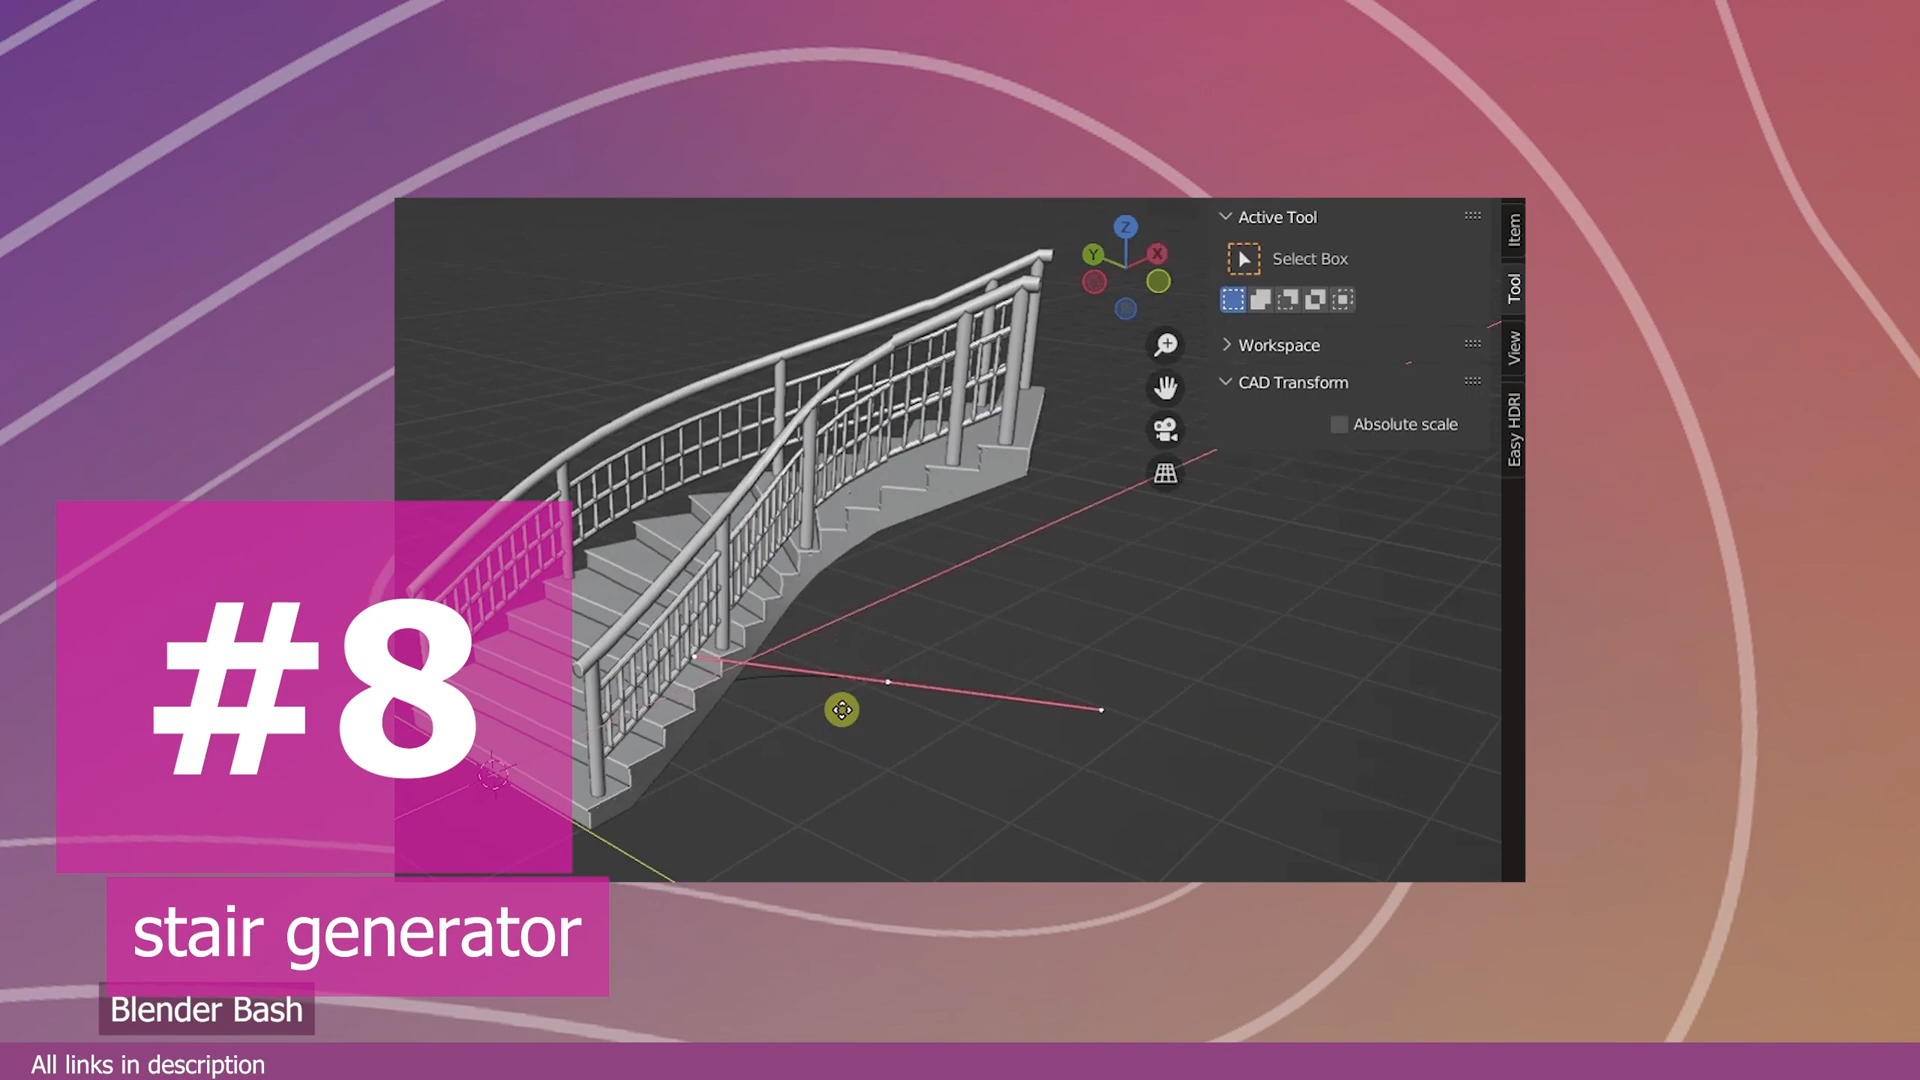 Z
Y
X
Active Tool
Select Box
Workspace
CAD Transform
Absolute scale
Item
Tool
View
Easy HDRI
#8
stair generator
Blender Bash
All links in description